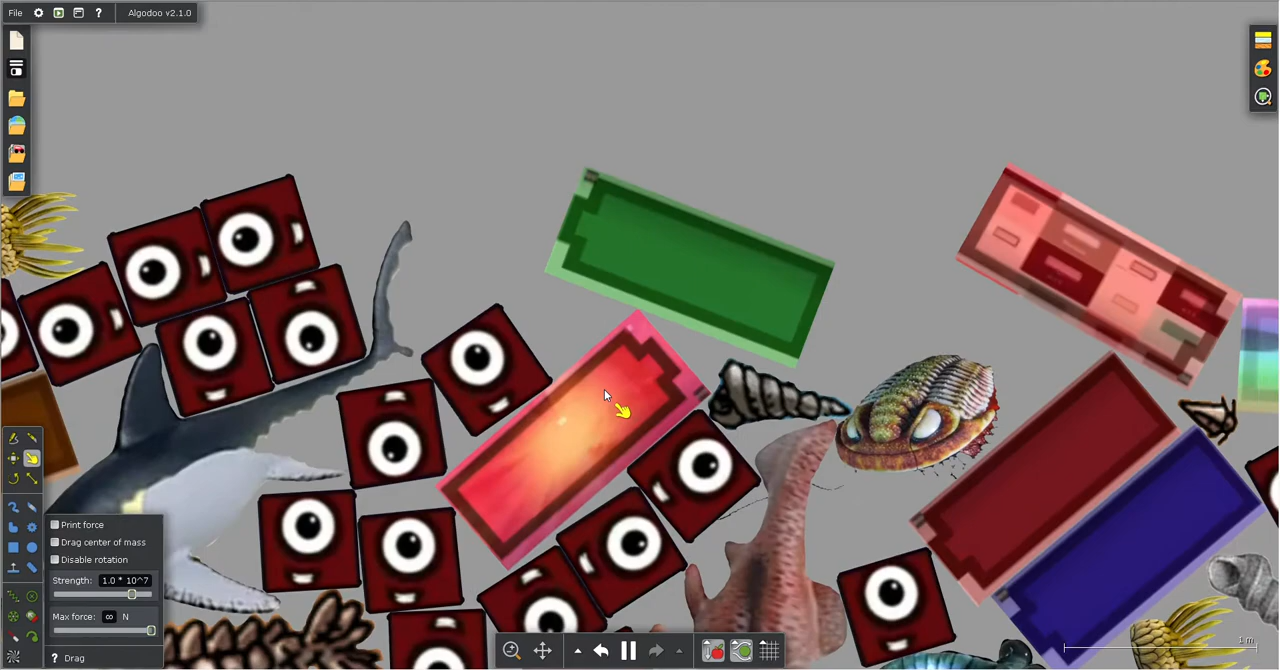 File
?
Algodoo v2.1.0
Print force
Drag center of mass
Disable rotation
Strength: 1.0 * 10^7
Max force: ∞ N
? Drag
1 m